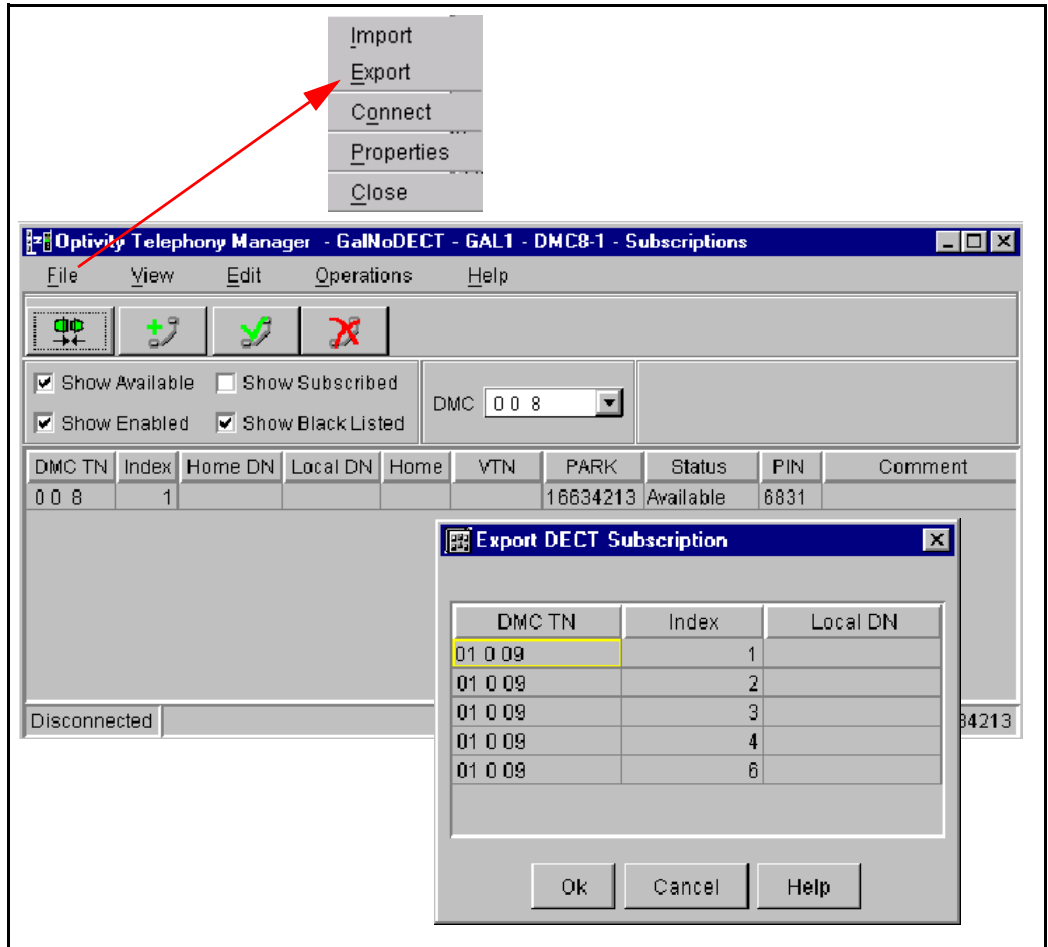 Import
Export
Connect
Properties
Close
Optivity Telephony Manager - GalNoDECT - GAL1 - DMC8-1 - Subscriptions
File View Edit Operations Help
Show Available Show Subscribed
Show Enabled Show Black Listed
DMC 0 0 8
DMC TN Index Home DN Local DN Home VTN PARK Status PIN Comment
0 0 8 1 16634213 Available 6831
Export DECT Subscription
DMC TN Index Local DN
01 0 09 1
01 0 09 2
01 0 09 3
01 0 09 4
01 0 09 6
Ok Cancel Help
Disconnected 34213